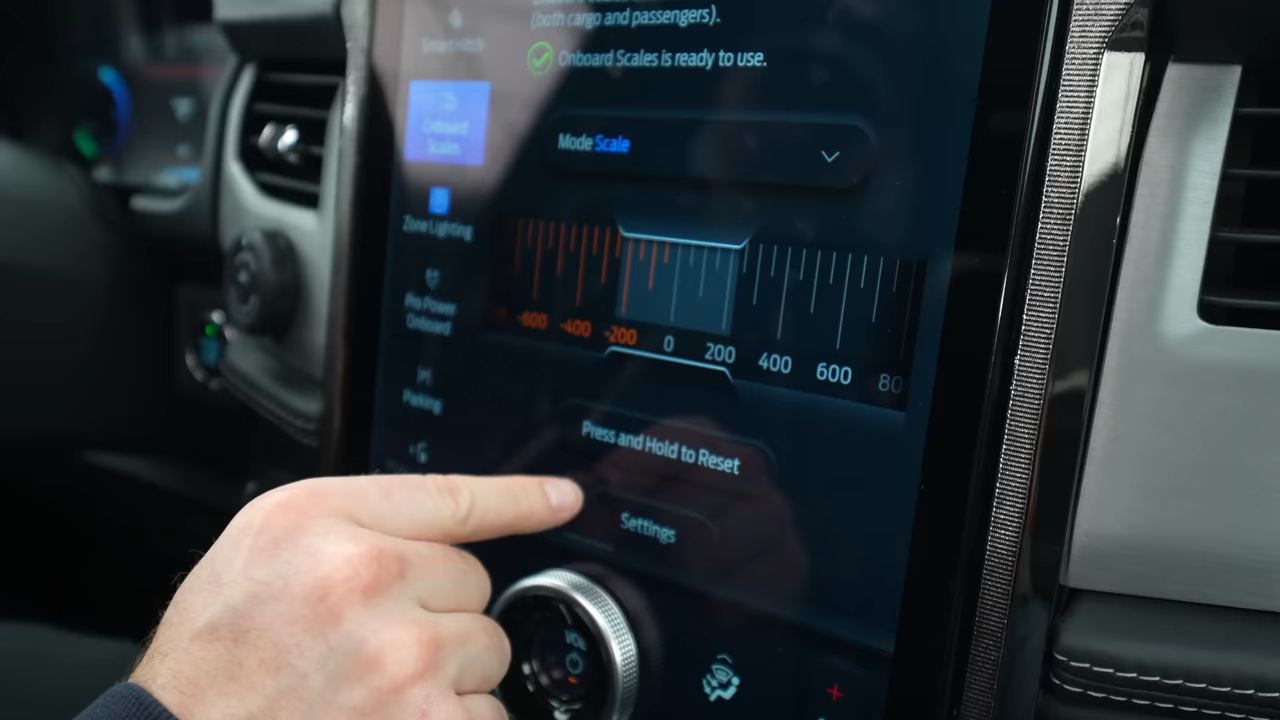 (both cargo and passengers).
Onboard Scales is ready to use.
Smart Hitch
Onboard
Scales
Mode Scale
Zone Lighting
Pro Power
Onboard
-600 -400 -200 0 200 400 600 80
Parking
Press and Hold to Reset
Settings
VOL